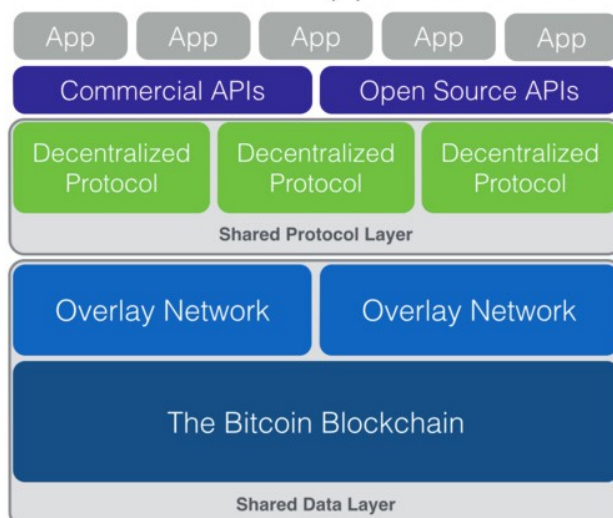 App App App App App
Commercial APIs Open Source APIs
Decentralized Decentralized Decentralized
Protocol Protocol Protocol
Shared Protocol Layer
Overlay Network Overlay Network
The Bitcoin Blockchain
Shared Data Layer